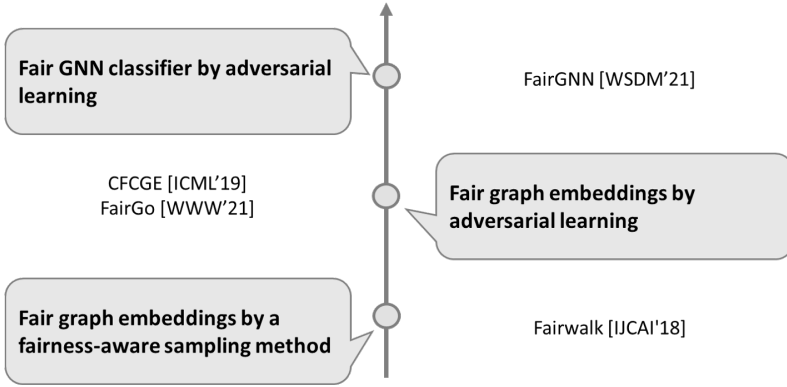 Fair GNN classifier by adversarial
learning
FairGNN [WSDM'21]
CFCGE [ICML'19]
FairGo [WWW'21]
Fair graph embeddings by
adversarial learning
Fair graph embeddings by a
fairness-aware sampling method
Fairwalk [IJCAI'18]